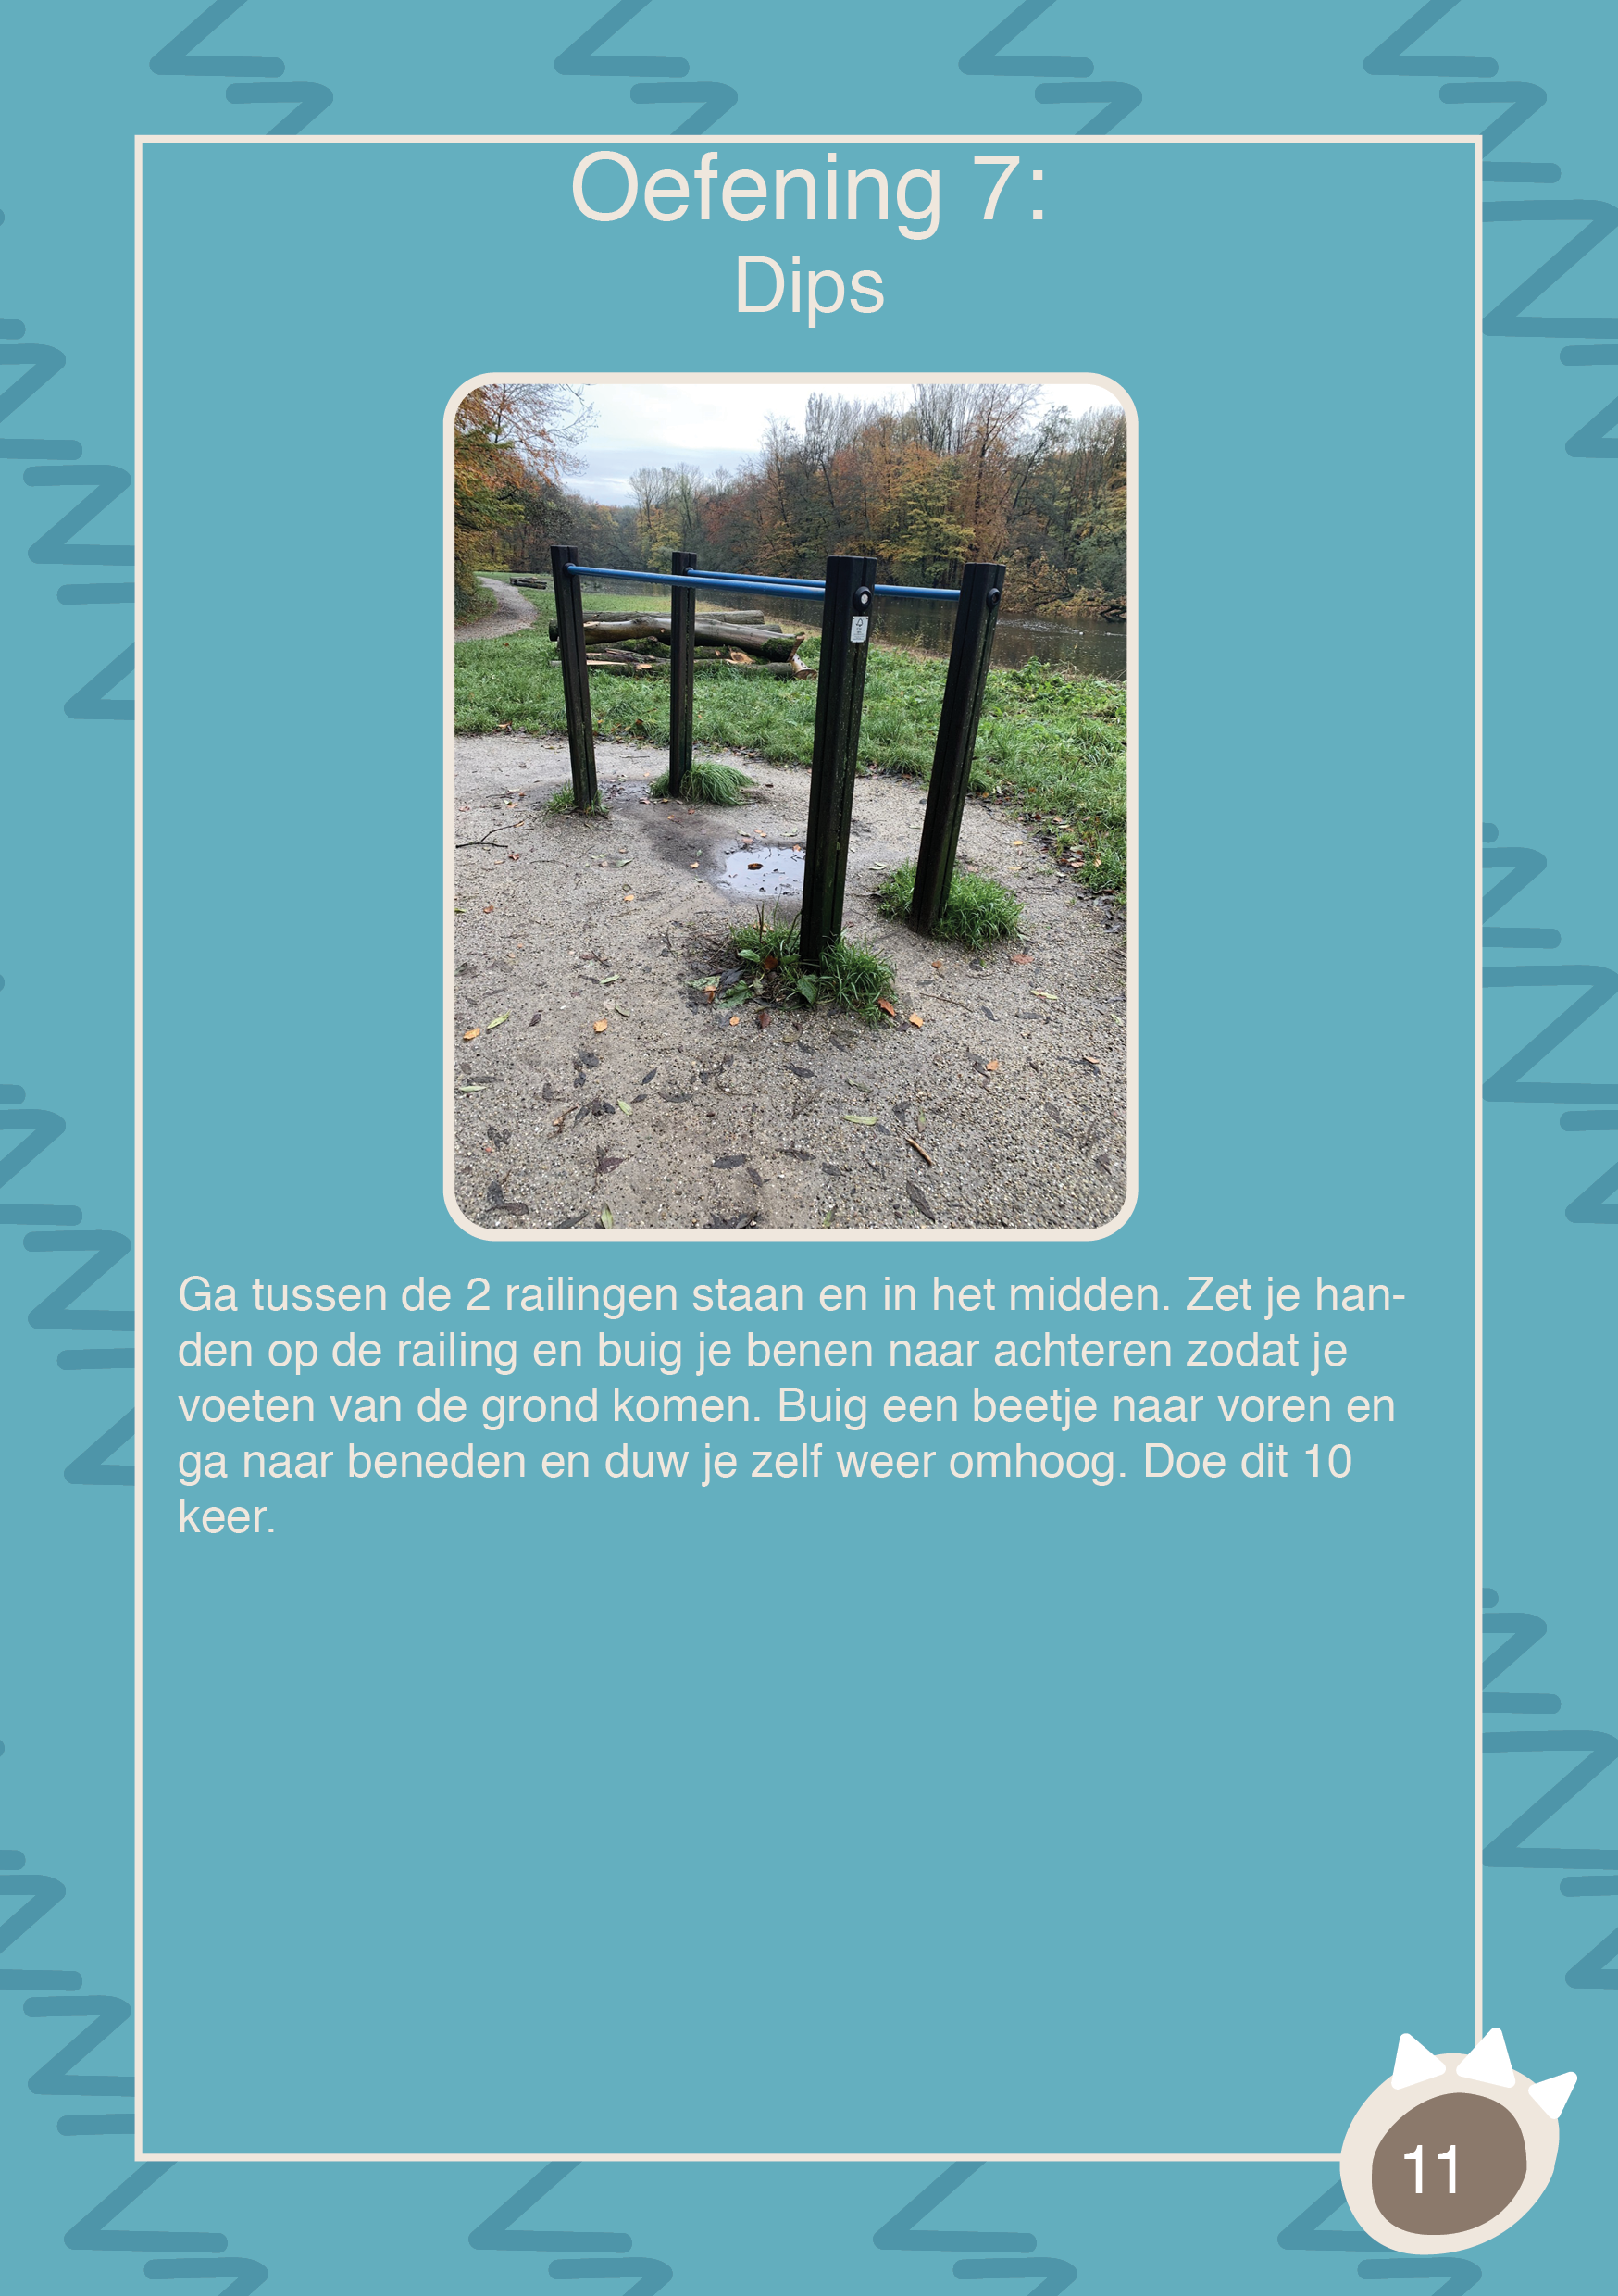 Oefening 7:
Dips
Ga tussen de 2 railingen staan en in het midden. Zet je han-
den op de railing en buig je benen naar achteren zodat je
voeten van de grond komen. Buig een beetje naar voren en
ga naar beneden en duw je zelf weer omhoog. Doe dit 10
keer.
11